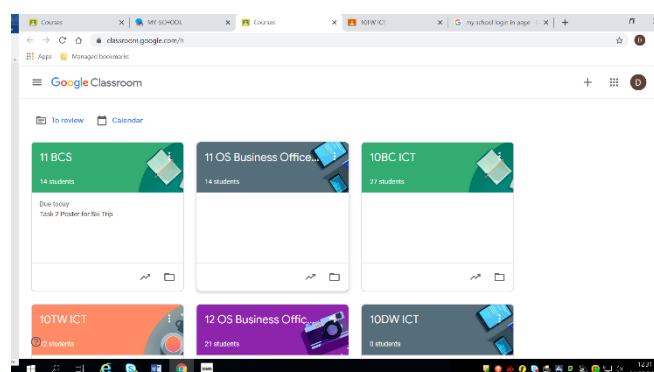 Courses
MY SCHOOL
Courses
10TW ICT
my school login in page
classroom.google.com/h
Apps
Managed bookmarks
D
Google Classroom
D
To review
Calendar
11 BCS
14 students
Due today
Task 2 Poster for Ski Trip
11 OS Business Office...
14 students
10BC ICT
27 students
10TW ICT
2 students
12 OS Business Offic...
21 students
10DW ICT
0 students
12:31